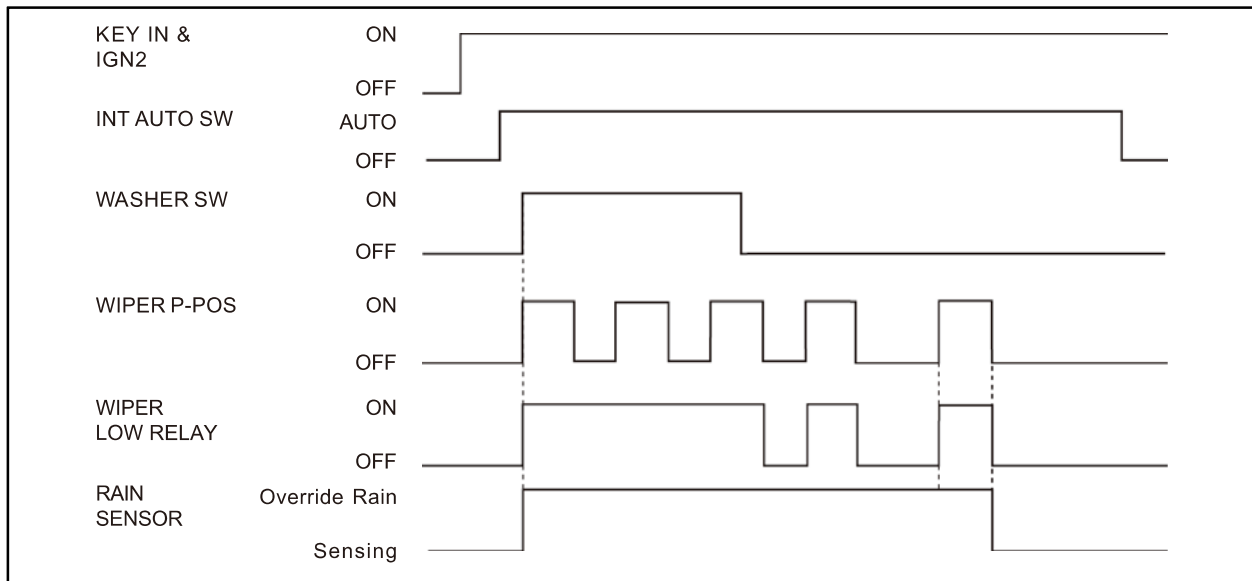 KEY IN & ON
IGN2
OFF
INT AUTO SW AUTO
OFF
WASHER SW ON
OFF
WIPER P-POS ON
OFF
WIPER ON
LOW RELAY
OFF
RAIN Override Rain
SENSOR
Sensing